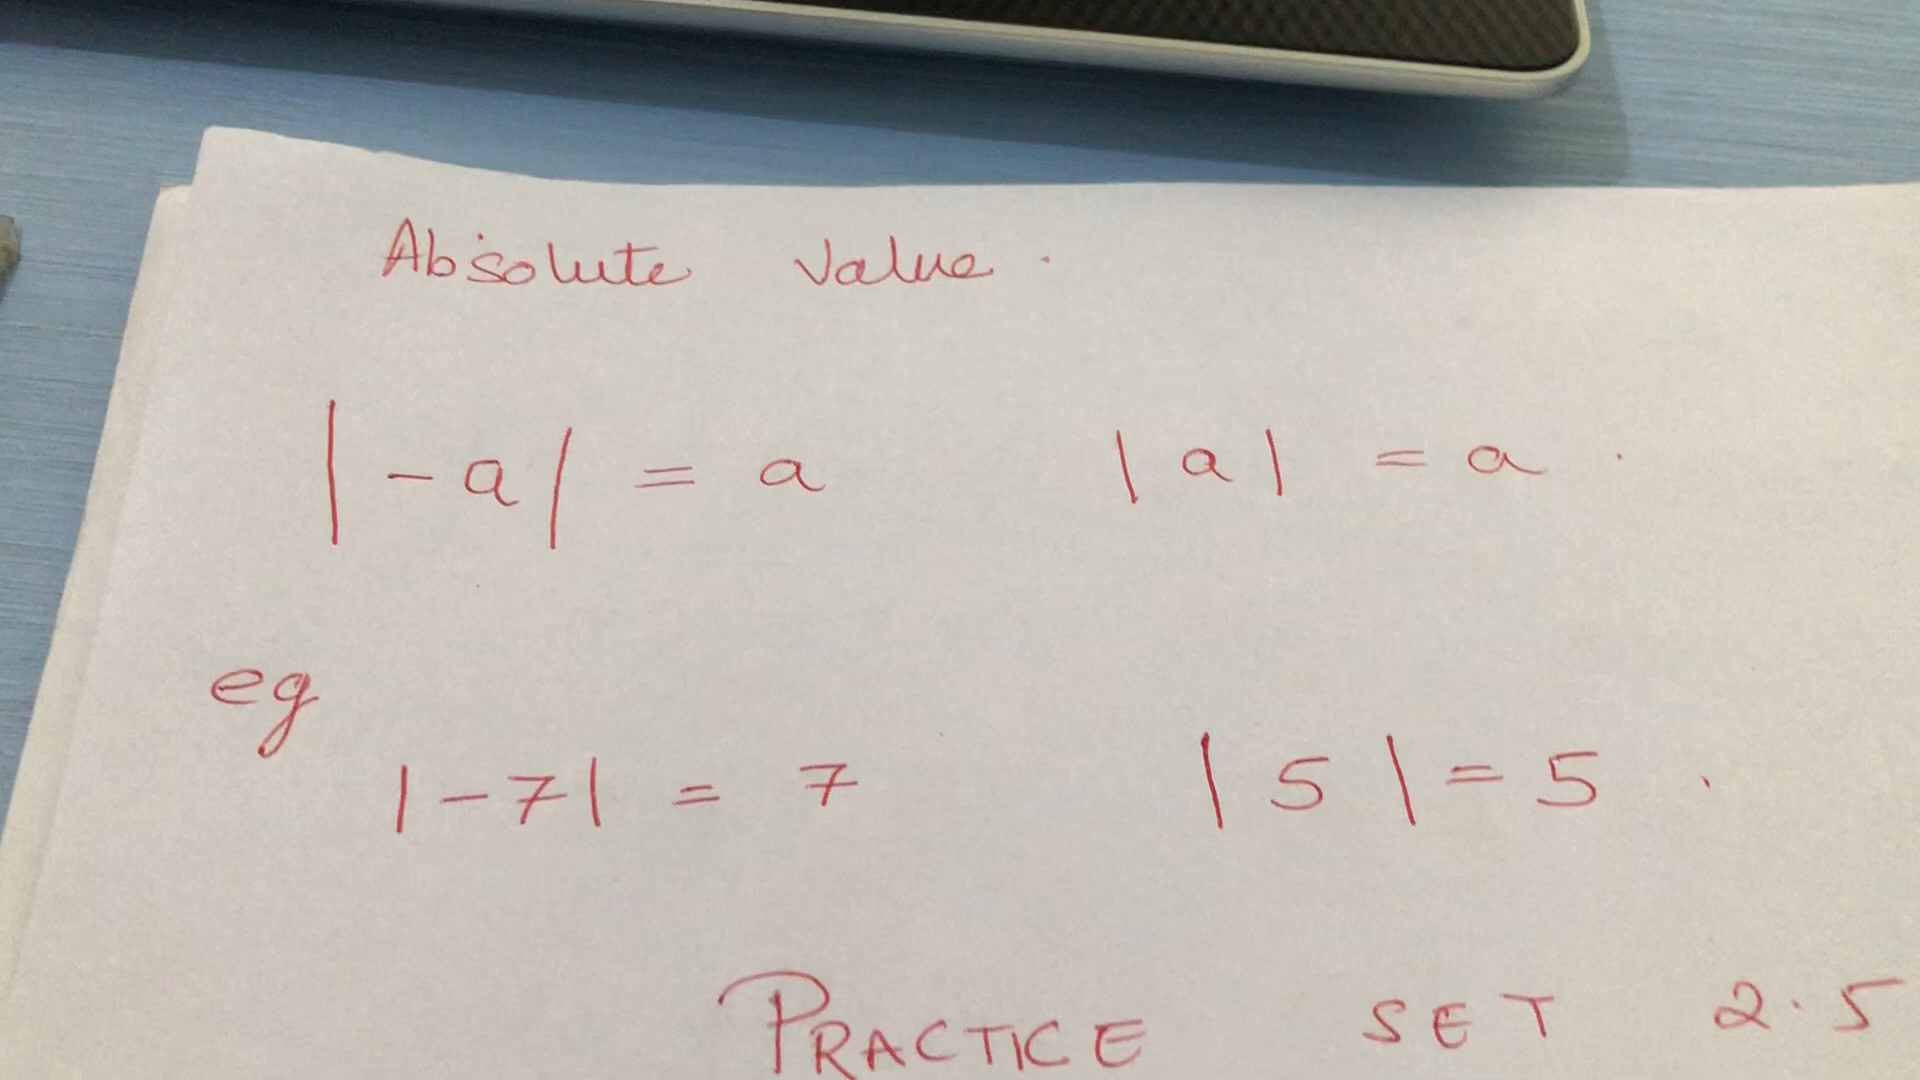 Absolute value.
|-a| = a |a| = a.
eg
|-7| = 7 |5| = 5.
PRACTICE SET 2.5